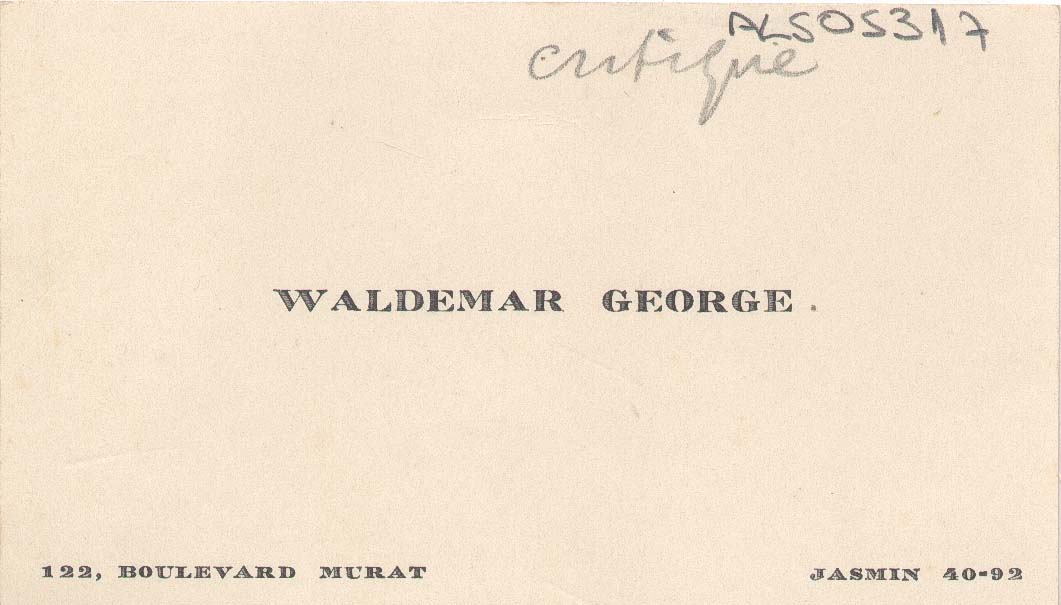 ALS05317
critique
WALDEMAR GEORGE.
122, BOULEVARD MURAT
JASMIN 40-92